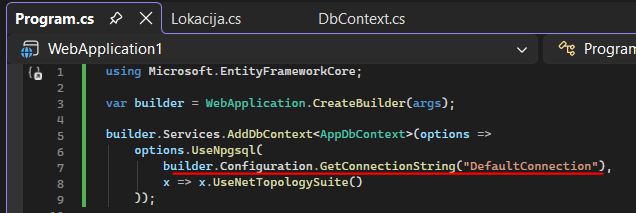 Program.cs Lokacija.cs DbContext.cs
WebApplication1 Program
1 using Microsoft.EntityFrameworkCore;
2
3 var builder = WebApplication.CreateBuilder(args);
4
5 builder.Services.AddDbContext<AppDbContext>(options =>
6 options.UseNpgsql(
7 builder.Configuration.GetConnectionString("DefaultConnection"),
8 x => x.UseNetTopologySuite()
9 ));